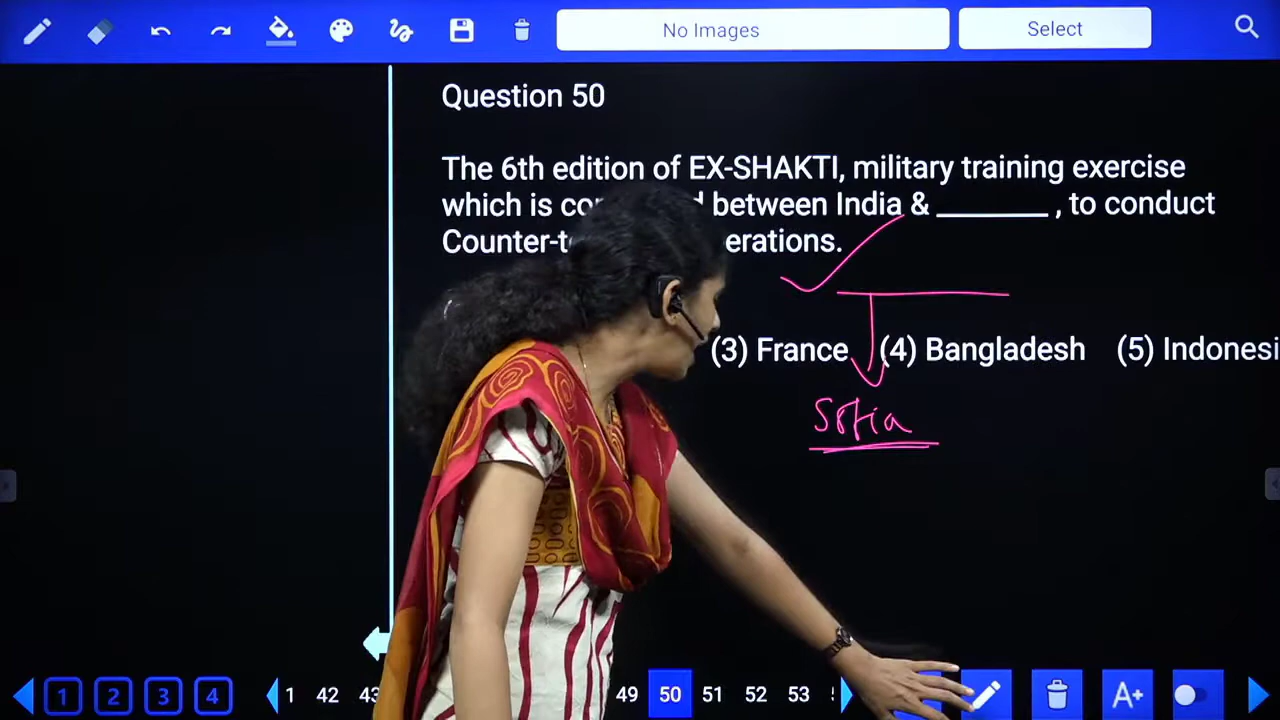 No Images
Select
Question 50
The 6th edition of EX-SHAKTI, military training exercise
which is between India & ________ , to conduct
Counter- erations.
(3) France (4) Bangladesh (5) Indonesi
Sofia
1 2 3 4 1 42 43 49 50 51 52 53 A+